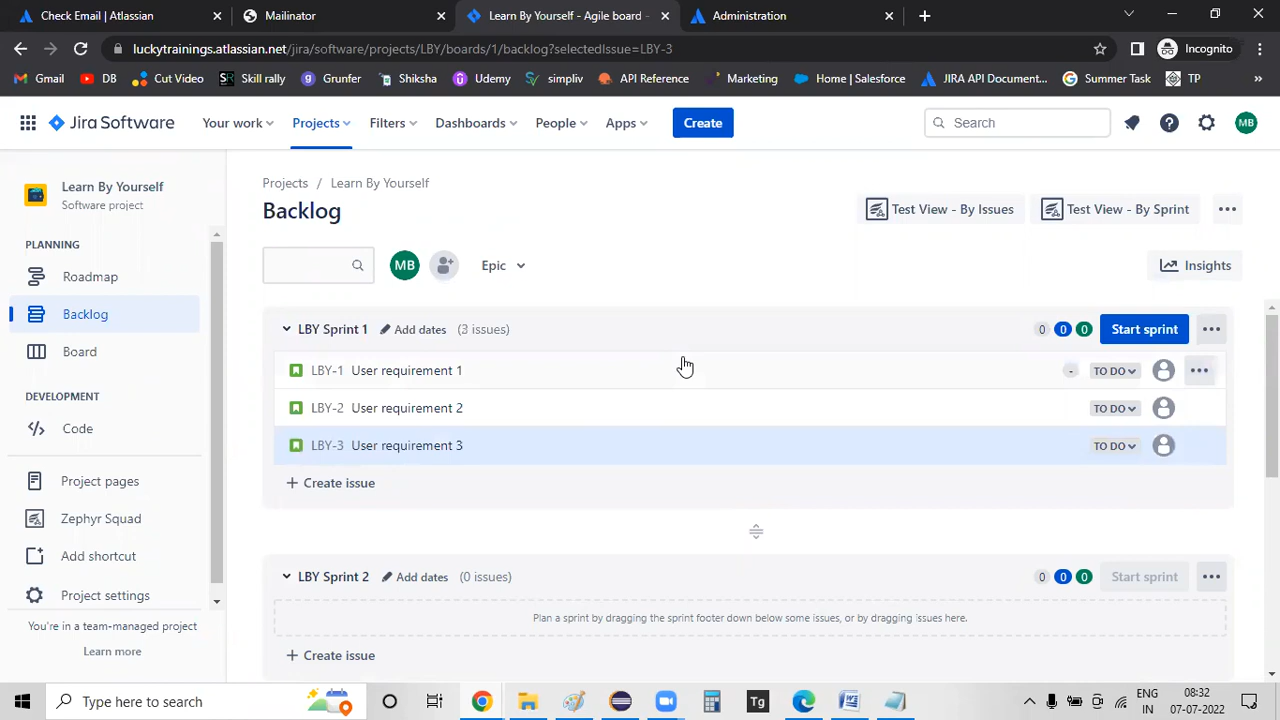 Check Email | Atlassian
Mailinator
Learn By Yourself - Agile board -
Administration
luckytrainings.atlassian.net/jira/software/projects/LBY/boards/1/backlog?selectedIssue=LBY-3
Incognito
Gmail
DB
Cut Video
Skill rally
Grunfer
Shiksha
Udemy
simpliv
API Reference
Marketing
Home | Salesforce
JIRA API Document...
Summer Task
TP
»
Jira Software
Your work
Projects
Filters
Dashboards
People
Apps
Create
Search
MB
Learn By Yourself
Software project
PLANNING
Roadmap
Backlog
Board
DEVELOPMENT
Code
Project pages
Zephyr Squad
Add shortcut
Project settings
You're in a team-managed project
Learn more
Projects / Learn By Yourself
Backlog
Test View - By Issues
Test View - By Sprint
MB
Epic
Insights
LBY Sprint 1 Add dates (3 issues)
0 0 0 Start sprint
LBY-1 User requirement 1 - TO DO
LBY-2 User requirement 2 TO DO
LBY-3 User requirement 3 TO DO
+ Create issue
LBY Sprint 2 Add dates (0 issues)
0 0 0 Start sprint
Plan a sprint by dragging the sprint footer down below some issues, or by dragging issues here.
+ Create issue
Type here to search
Tg
ENG
IN
08:32
07-07-2022